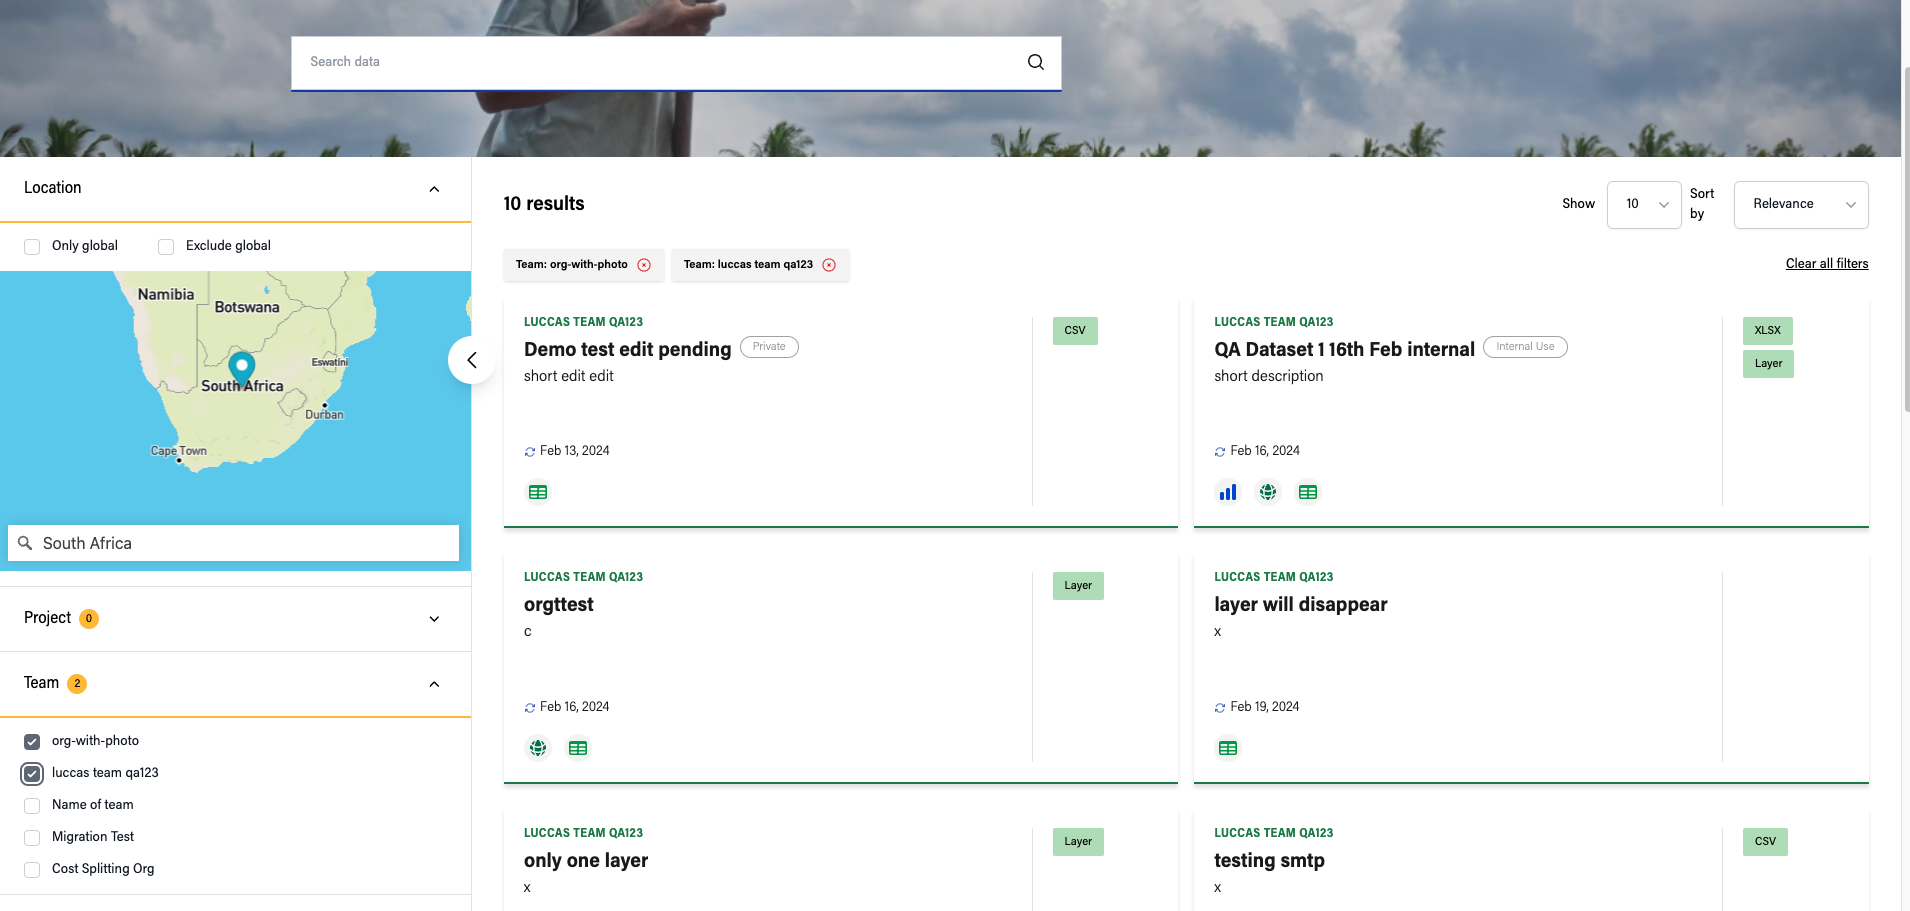 Search data
Location
Only global
Exclude global
Namibia
Botswana
Eswatini
South Africa
Durban
Cape Town
South Africa
Project 0
Team 2
org-with-photo
luccas team qa123
Name of team
Migration Test
Cost Splitting Org
10 results
Show 10
Sort by Relevance
Team: org-with-photo
Team: luccas team qa123
Clear all filters
LUCCAS TEAM QA123
Demo test edit pending Private
short edit edit
Feb 13, 2024
CSV
LUCCAS TEAM QA123
QA Dataset 1 16th Feb internal Internal Use
short description
Feb 16, 2024
XLSX
Layer
LUCCAS TEAM QA123
orgttest
c
Feb 16, 2024
Layer
LUCCAS TEAM QA123
layer will disappear
x
Feb 19, 2024
LUCCAS TEAM QA123
only one layer
x
Layer
LUCCAS TEAM QA123
testing smtp
x
CSV